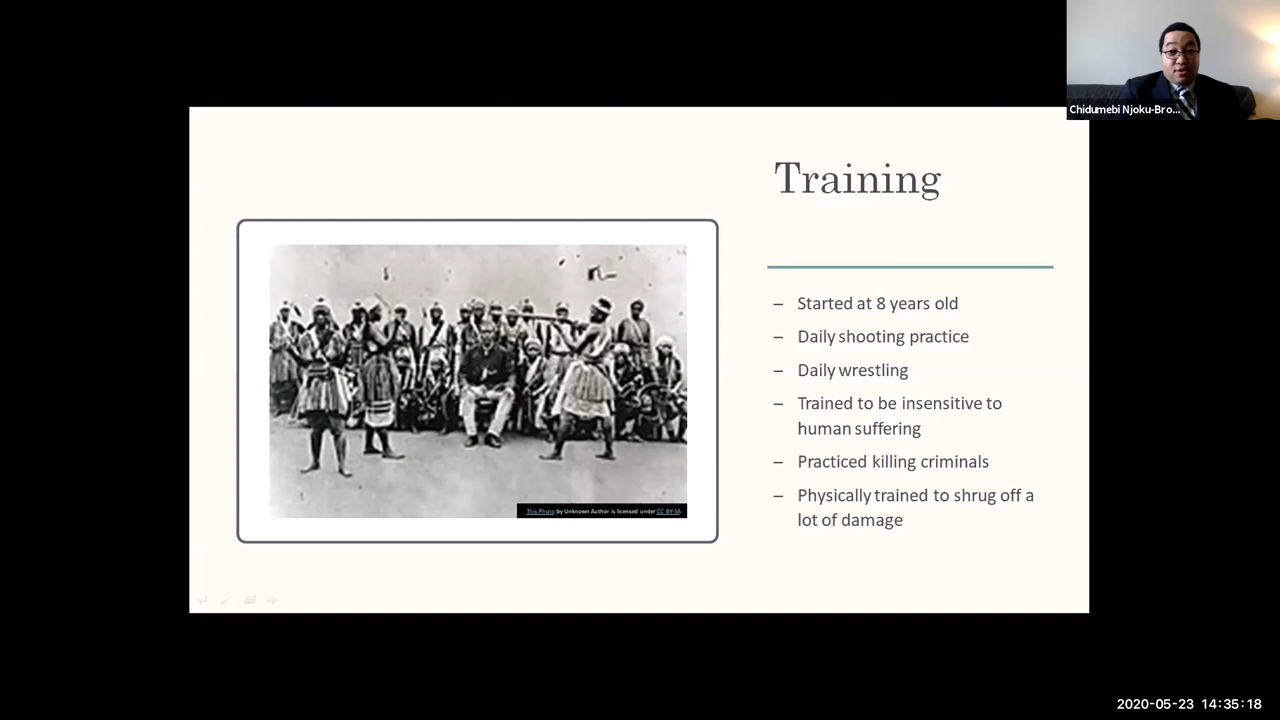 Chidumebi Njoku-Bro...
Training
– Started at 8 years old
– Daily shooting practice
– Daily wrestling
– Trained to be insensitive to
human suffering
– Practiced killing criminals
– Physically trained to shrug off a
lot of damage
This Photo by Unknown Author is licensed under CC BY-SA
2020-05-23 14:35:18